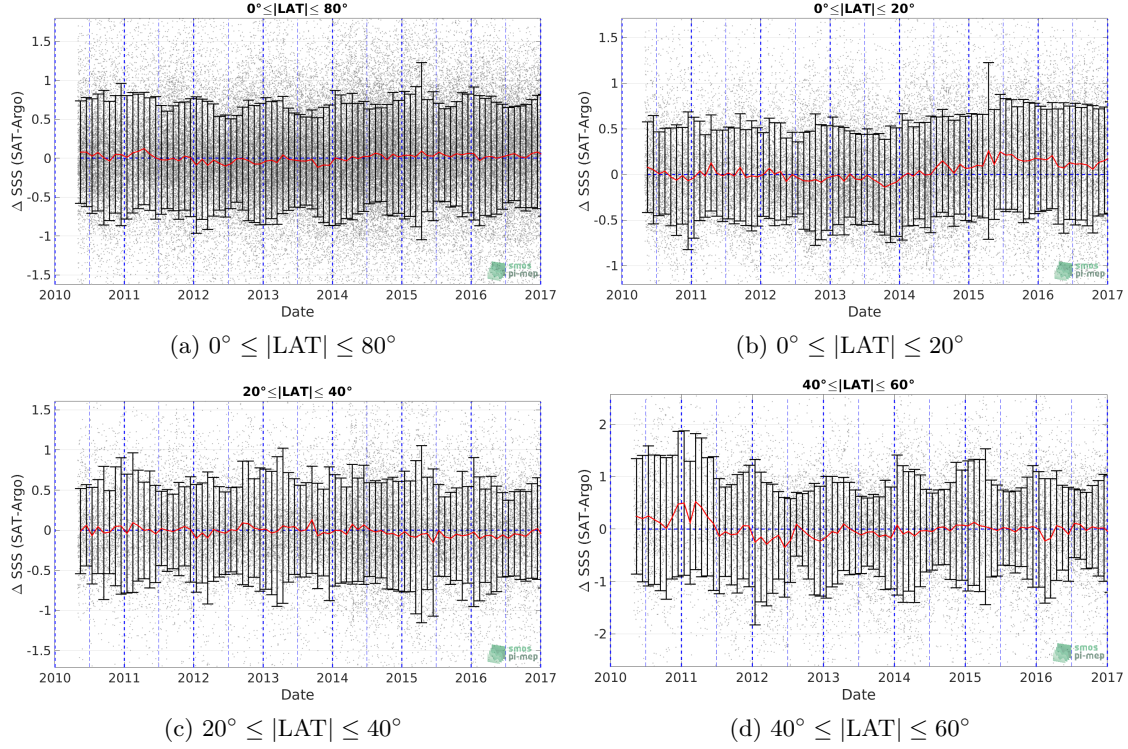 0°≤|LAT|≤ 80°
1.5
1
0.5
0
-0.5
-1
-1.5
Δ SSS (SAT-Argo)
2010 2011 2012 2013 2014 2015 2016 2017
Date
smos
pi-mep
(a) 0° ≤ |LAT| ≤ 80°
0°≤|LAT|≤ 20°
1.5
1
0.5
0
-0.5
-1
Δ SSS (SAT-Argo)
2010 2011 2012 2013 2014 2015 2016 2017
Date
smos
pi-mep
(b) 0° ≤ |LAT| ≤ 20°
20°≤|LAT|≤ 40°
1.5
1
0.5
0
-0.5
-1
-1.5
Δ SSS (SAT-Argo)
2010 2011 2012 2013 2014 2015 2016 2017
Date
smos
pi-mep
(c) 20° ≤ |LAT| ≤ 40°
40°≤|LAT|≤ 60°
2
1
0
-1
-2
Δ SSS (SAT-Argo)
2010 2011 2012 2013 2014 2015 2016 2017
Date
smos
pi-mep
(d) 40° ≤ |LAT| ≤ 60°